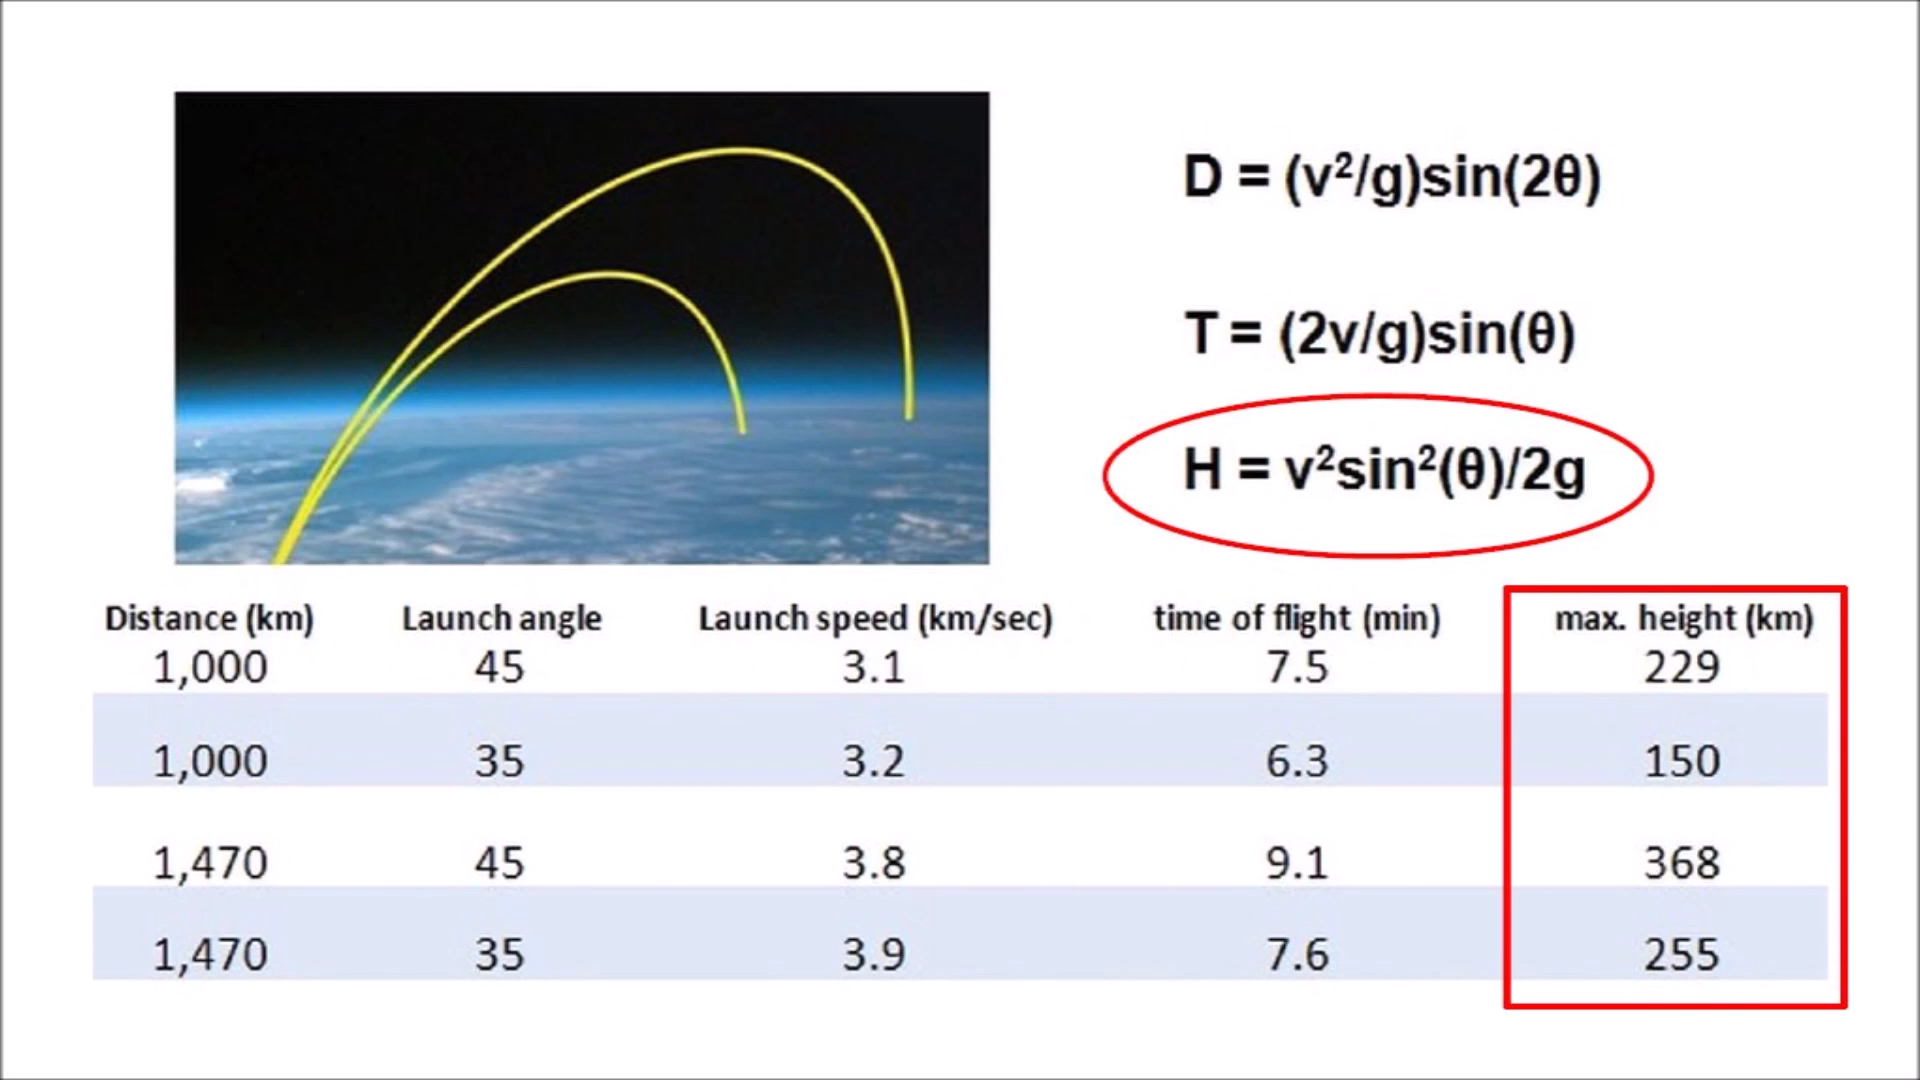 D = (v²/g)sin(2θ)
T = (2v/g)sin(θ)
H = v²sin²(θ)/2g
Distance (km) Launch angle Launch speed (km/sec) time of flight (min) max. height (km)
1,000 45 3.1 7.5 229
1,000 35 3.2 6.3 150
1,470 45 3.8 9.1 368
1,470 35 3.9 7.6 255